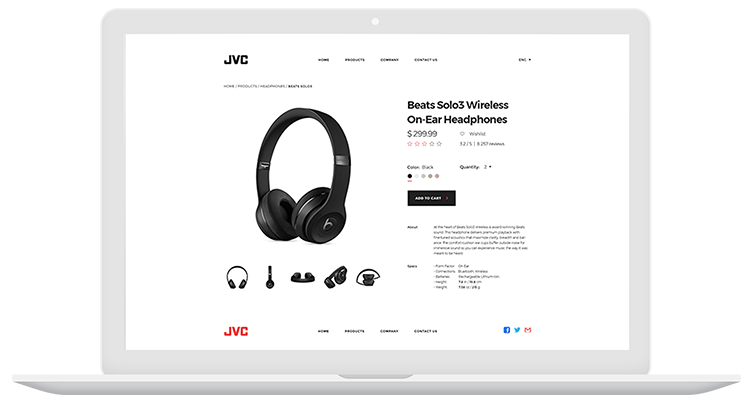 JVC
HOME PRODUCTS COMPANY CONTACT US
ENG
HOME / PRODUCTS / HEADPHONES / BEATS SOLO3
Beats Solo3 Wireless
On-Ear Headphones
$ 299.99 Wishlist
3.2 / 5 | 8 257 reviews
Color: Black Quantity: 2
ADD TO CART
About
At the heart of Beats Solo3 Wireless is award-winning Beats
sound. The headphone delivers premium playback with
fine-tuned acoustics that maximize clarity, breadth and bal-
ance. The comfort cushion ear cups buffer outside noise for
immersive sound so you can experience music the way it was
meant to be heard.
Specs
- Form Factor: On-Ear
- Connections: Bluetooth, Wireless
- Batteries: Rechargeable Lithium-ion
- Height:
- Weight:
JVC
HOME PRODUCTS COMPANY CONTACT US